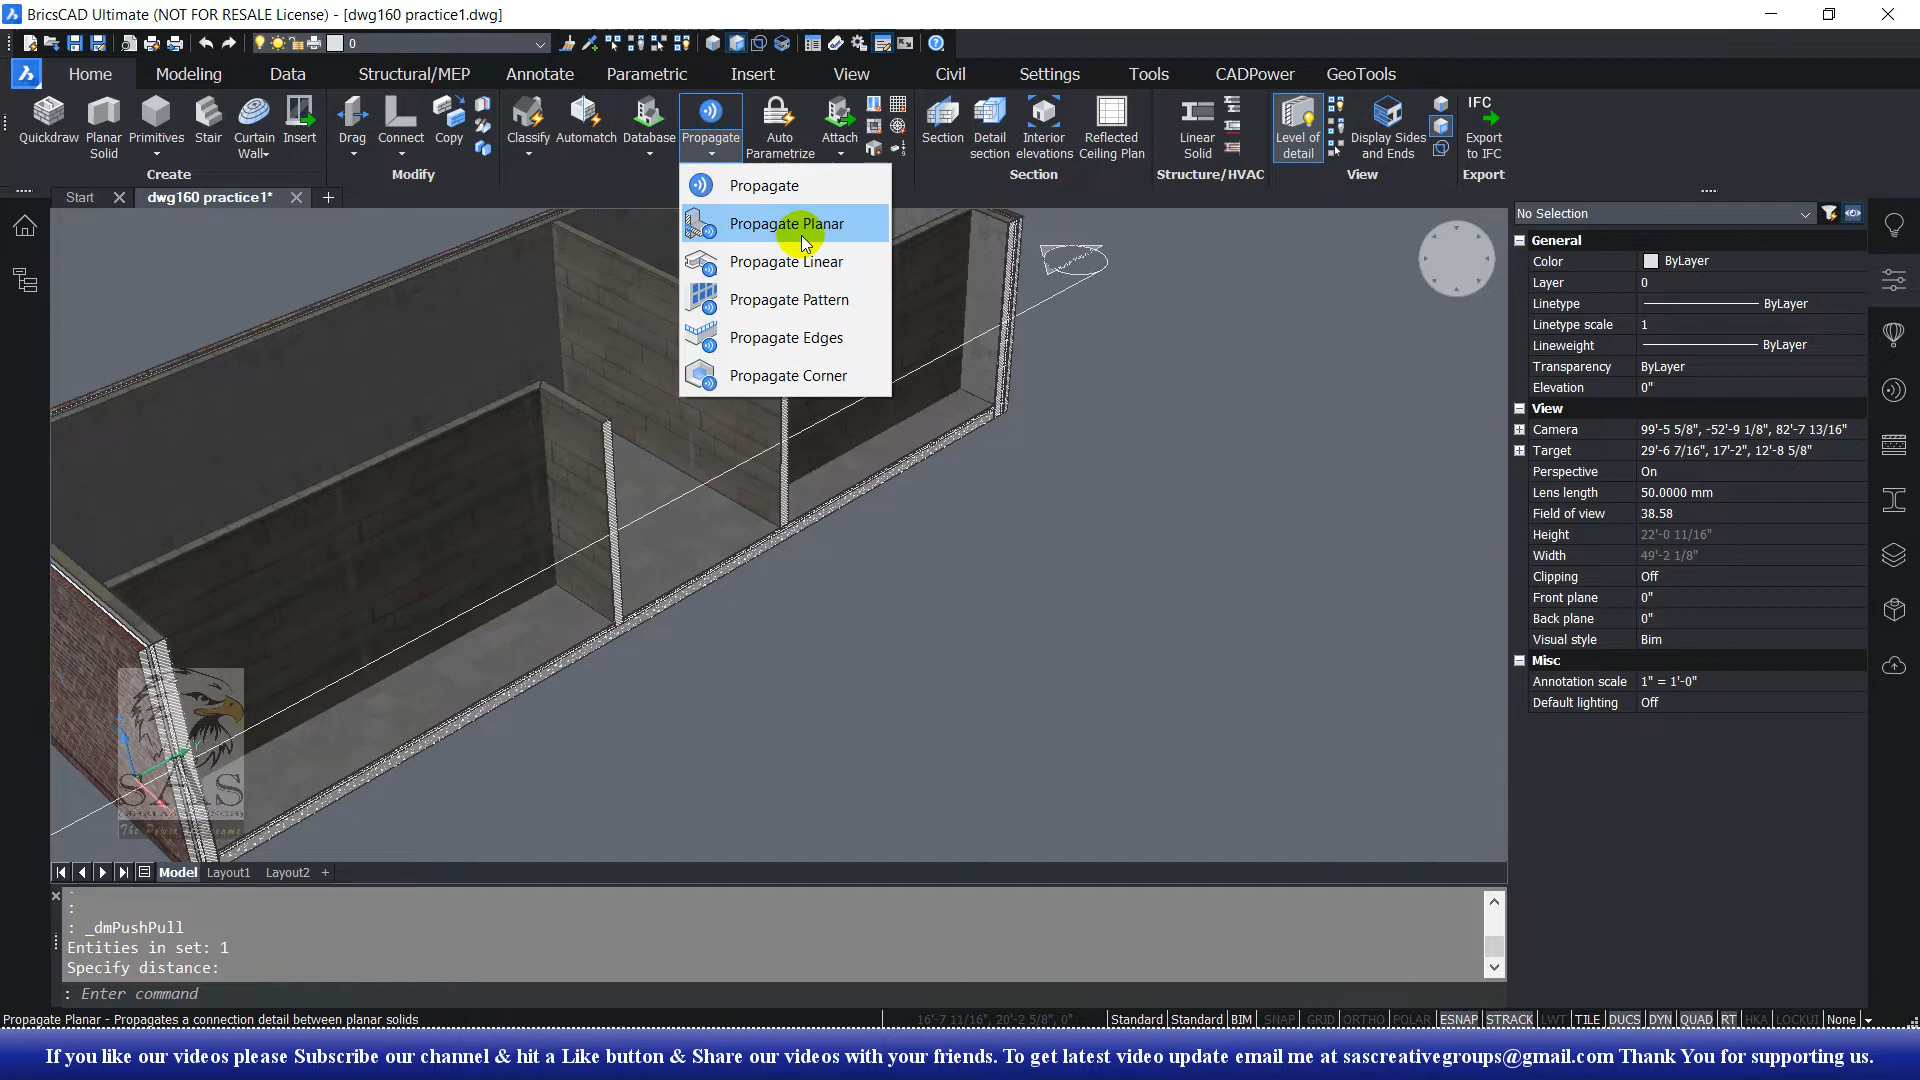 BricsCAD Ultimate (NOT FOR RESALE License) - [dwg160 practice1.dwg]
0
Home Modeling Data Structural/MEP Annotate Parametric Insert View Civil Settings Tools CADPower GeoTools
Quickdraw Planar Solid Primitives Stair Curtain Wall Insert
Drag Connect Copy
Classify Automatch Database Propagate Auto Parametrize Attach
Section Detail section Interior elevations Reflected Ceiling Plan
Linear Solid
Level of detail Display Sides and Ends
IFC
Export to IFC
Create Modify Section Structure/HVAC View Export
Start dwg160 practice1*
Propagate
Propagate Planar
Propagate Linear
Propagate Pattern
Propagate Edges
Propagate Corner
No Selection
General
Color ByLayer
Layer 0
Linetype ByLayer
Linetype scale 1
Lineweight ByLayer
Transparency ByLayer
Elevation 0"
View
Camera 99'-5 5/8", -52'-9 1/8", 82'-7 13/16"
Target 29'-6 7/16", 17'-2", 12'-8 5/8"
Perspective On
Lens length 50.0000 mm
Field of view 38.58
Height 22'-0 11/16"
Width 49'-2 1/8"
Clipping Off
Front plane 0"
Back plane 0"
Visual style Bim
Misc
Annotation scale 1" = 1'-0"
Default lighting Off
SAAS
Model Layout1 Layout2 +
:
: _dmPushPull
Entities in set: 1
Specify distance:
: Enter command
Propagate Planar - Propagates a connection detail between planar solids
16'-7 11/16", 20'-2 5/8", 0" Standard Standard BIM SNAP GRID ORTHO POLAR ESNAP STRACK LWT TILE DUCS DYN QUAD RT HKA LOCKUI None
If you like our videos please Subscribe our channel & hit a Like button & Share our videos with your friends. To get latest video update email me at sascreativegroups@gmail.com Thank You for supporting us.